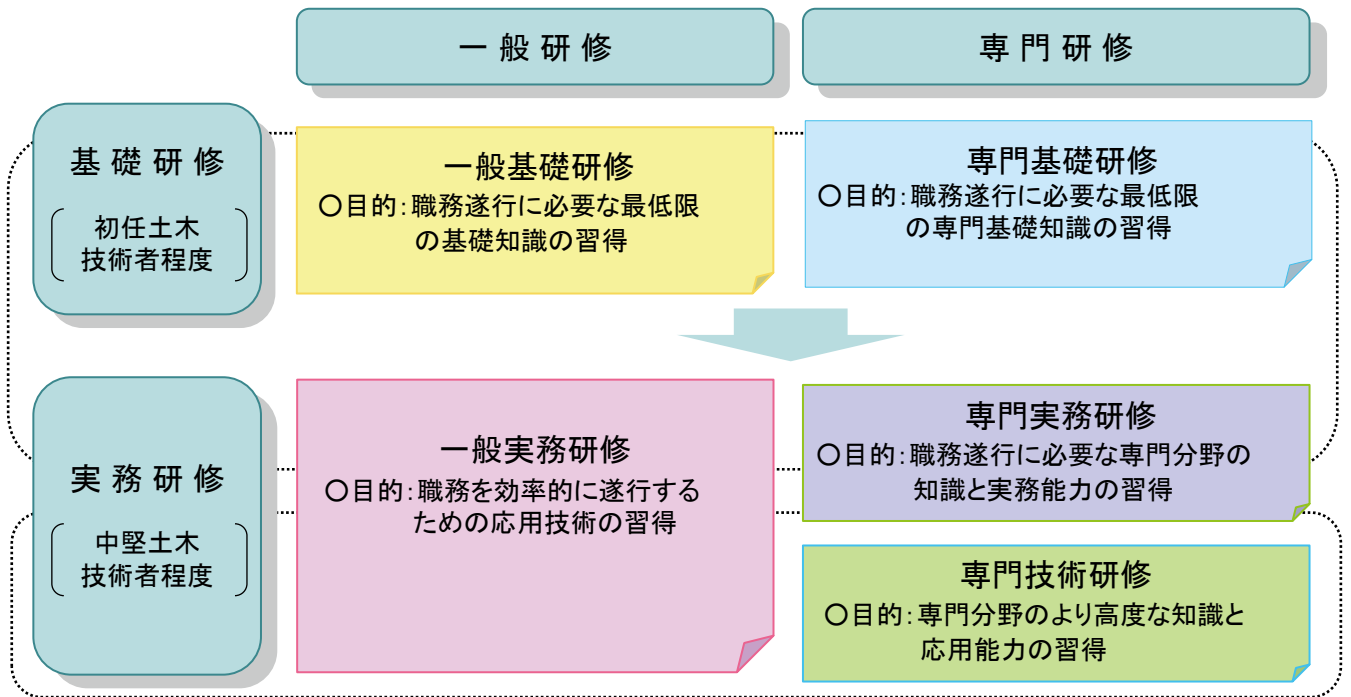 一般研修
専門研修
基礎研修
初任土木
技術者程度
一般基礎研修
○目的：職務遂行に必要な最低限
の基礎知識の習得
専門基礎研修
○目的：職務遂行に必要な最低限
の専門基礎知識の習得
実務研修
中堅土木
技術者程度
一般実務研修
○目的：職務を効率的に遂行する
ための応用技術の習得
専門実務研修
○目的：職務遂行に必要な専門分野の
知識と実務能力の習得
専門技術研修
○目的：専門分野のより高度な知識と
応用能力の習得